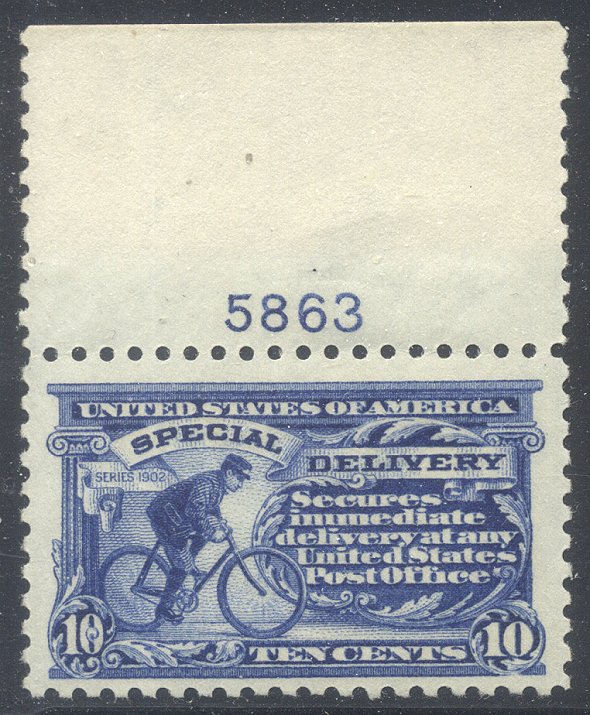 5863
UNITED STATES OF AMERICA
SPECIAL
DELIVERY
SERIES 1902
Secures
immediate
delivery at any
United States
Post Office
10
TEN CENTS
10